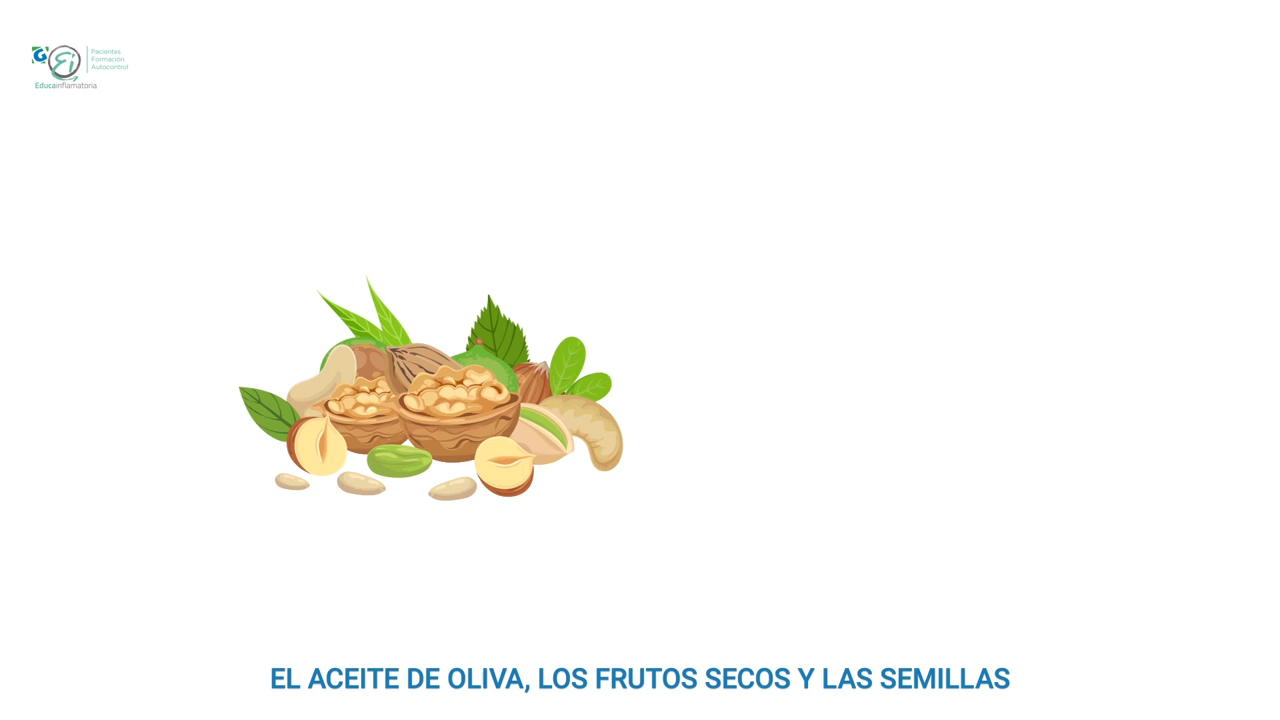 Pacientes
Formación
Autocontrol
Educainflamatoria
EL ACEITE DE OLIVA, LOS FRUTOS SECOS Y LAS SEMILLAS